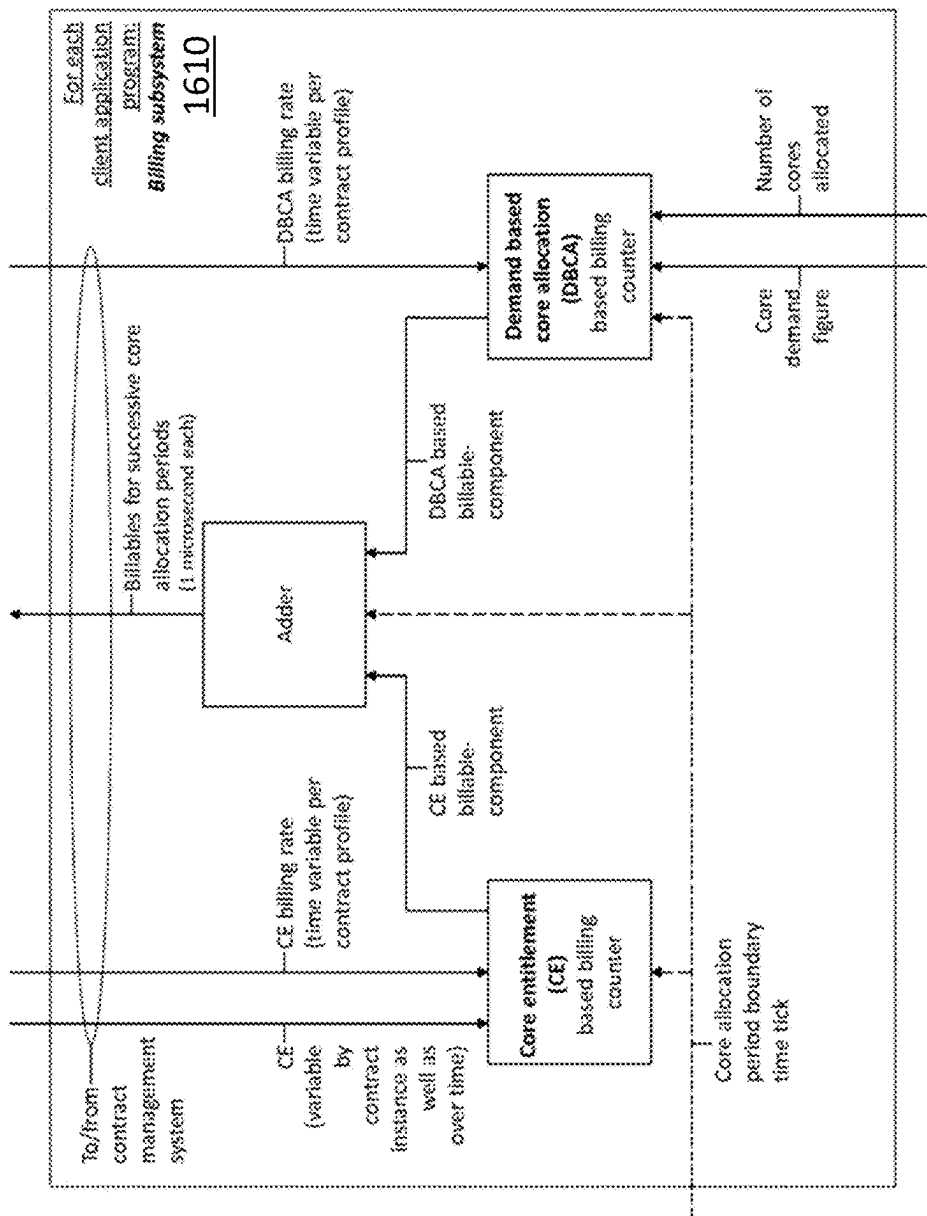 For each
client application
program:
Billing subsystem
1610
To/from
contract
management
system
CE
(variable
by
contract
instance as
well as
over time)
CE billing rate
(time variable per
contract profile)
Billables for successive core
allocation periods
(1 microsecond each)
DBCA billing rate
(time variable per
contract profile)
Adder
CE based
billable-
component
DBCA based
billable-
component
Core entitlement
(CE)
based billing
counter
Demand based
core allocation
(DBCA)
based billing
counter
Core allocation
period boundary
time tick
Core
demand
figure
Number of
cores
allocated